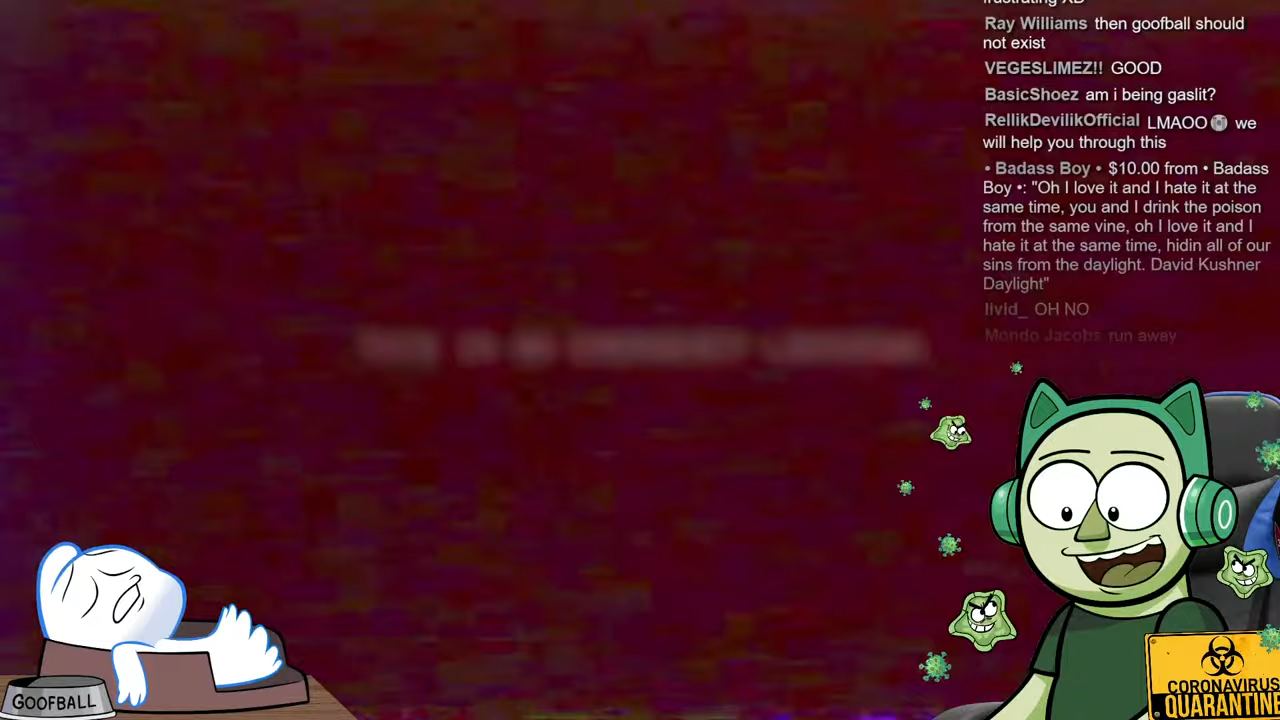 Ray Williams then goofball should
not exist
VEGESLIMEZ!! GOOD
BasicShoez am i being gaslit?
RellikDevilikOfficial LMAOO we
will help you through this
• Badass Boy • $10.00 from • Badass
Boy •: "Oh I love it and I hate it at the
same time, you and I drink the poison
from the same vine, oh I love it and I
hate it at the same time, hidin all of our
sins from the daylight. David Kushner
Daylight"
livid_ OH NO
Mondo Jacobs run away
GOOFBALL
CORONAVIRUS
QUARANTINE